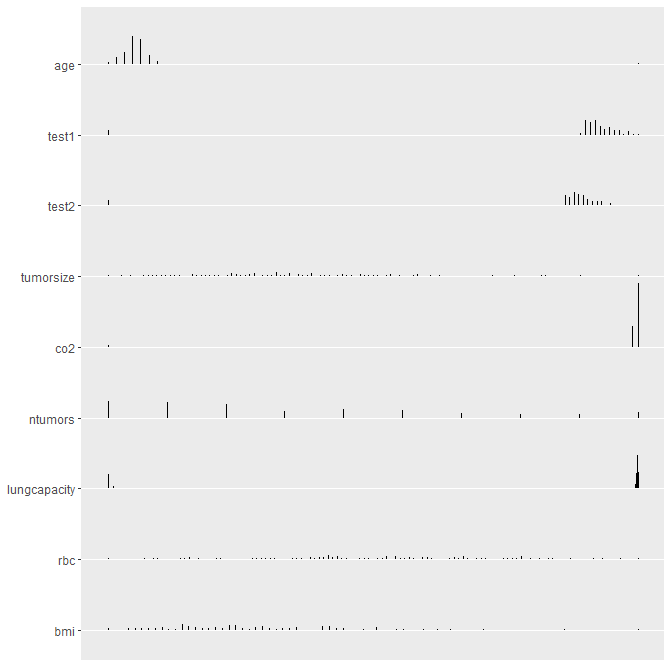 age
test1
test2
tumorsize
co2
ntumors
lungcapacity
rbc
bmi